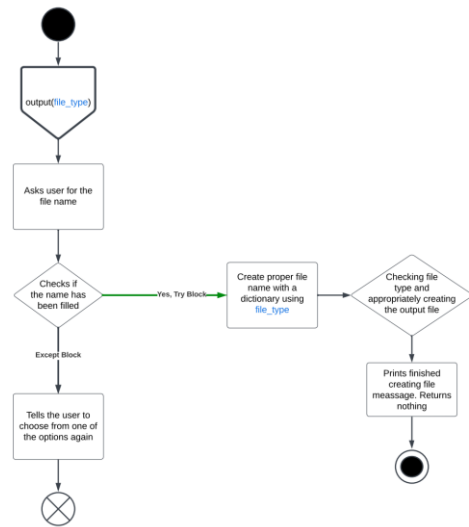 output(file_type)
Asks user for the
file name
Checks if
the name has
been filled
Yes, Try Block
Create proper file
name with a
dictionary using
file_type
Checking file
type and
appropriately creating
the output file
Except Block
Prints finished
creating file
meassage. Returns
nothing
Tells the user to
choose from one of
the options again